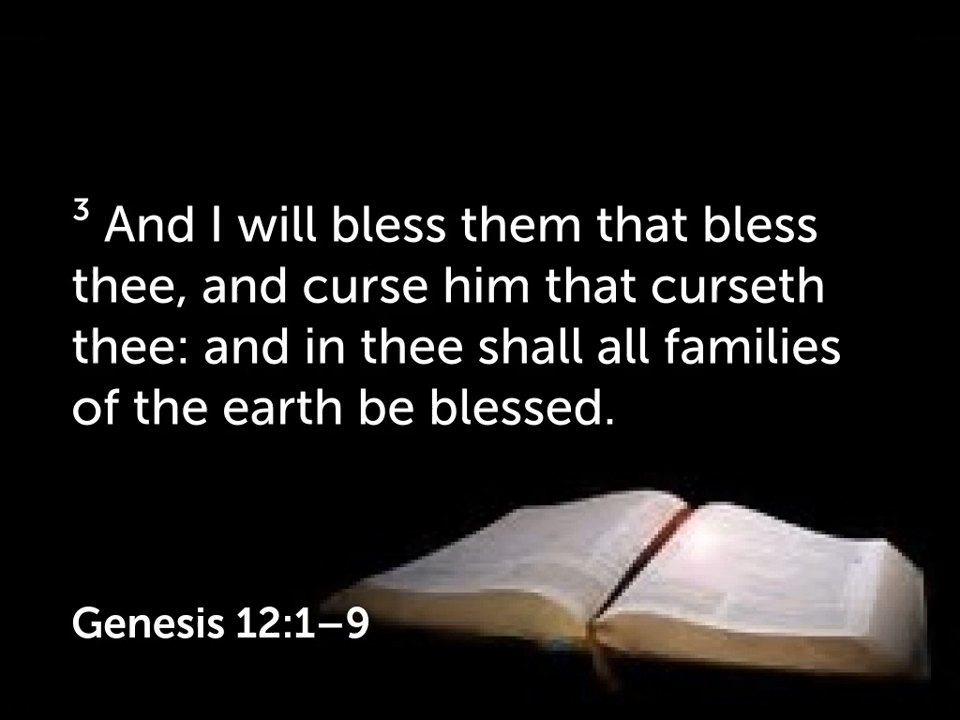 ³ And I will bless them that bless
thee, and curse him that curseth
thee: and in thee shall all families
of the earth be blessed.
Genesis 12:1–9